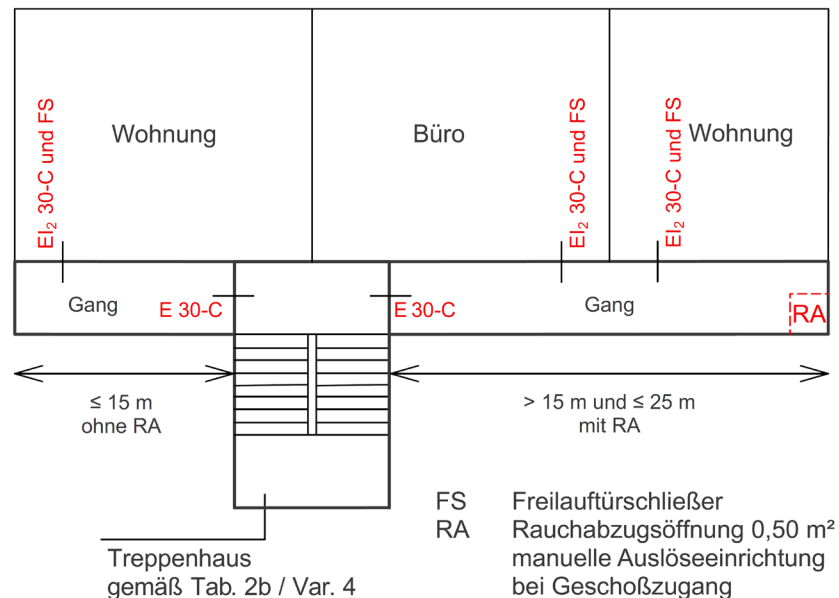 Wohnung
Büro
Wohnung
EI₂ 30-C und FS
EI₂ 30-C und FS
EI₂ 30-C und FS
Gang
E 30-C
E 30-C
Gang
RA
≤ 15 m
ohne RA
> 15 m und ≤ 25 m
mit RA
FS Freilauftürschließer
RA Rauchabzugsöffnung 0,50 m²
manuelle Auslöseeinrichtung
bei Geschoßzugang
Treppenhaus
gemäß Tab. 2b / Var. 4